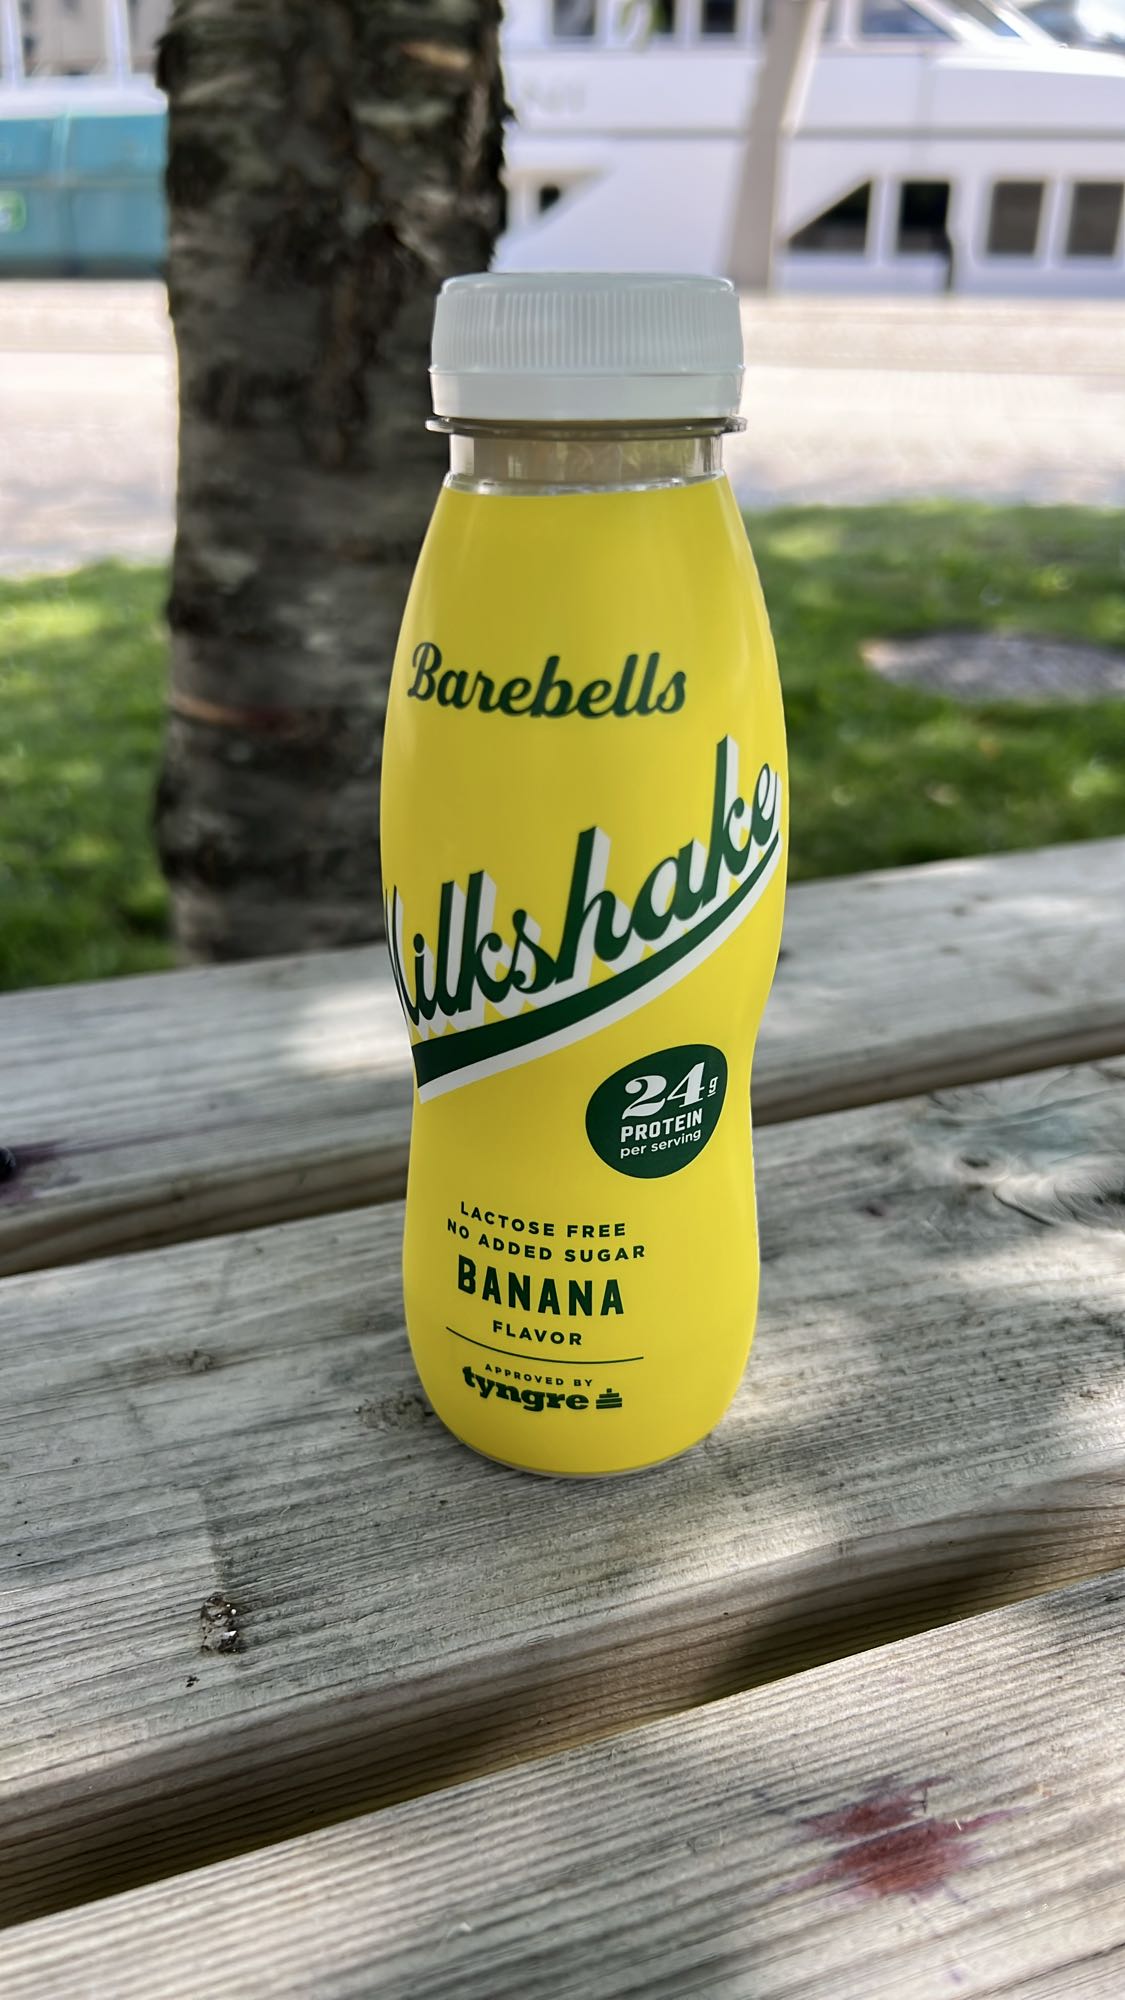 Barebells
Milkshake
24g
PROTEIN
per serving
LACTOSE FREE
NO ADDED SUGAR
BANANA
FLAVOR
APPROVED BY
tyngre